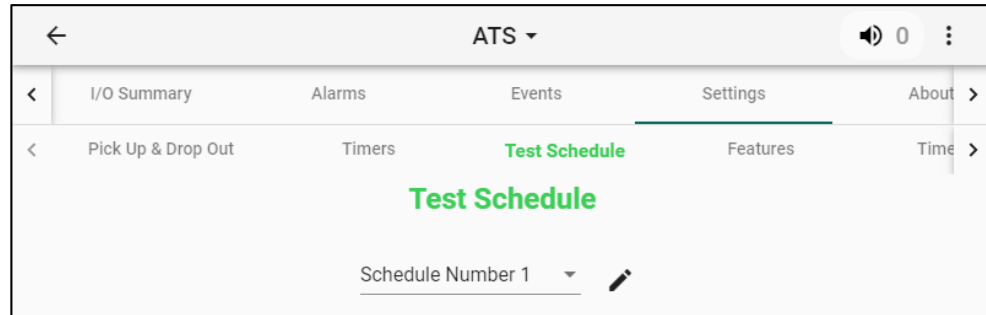 ATS 0
I/O Summary Alarms Events Settings About
Pick Up & Drop Out Timers Test Schedule Features Time
Test Schedule
Schedule Number 1